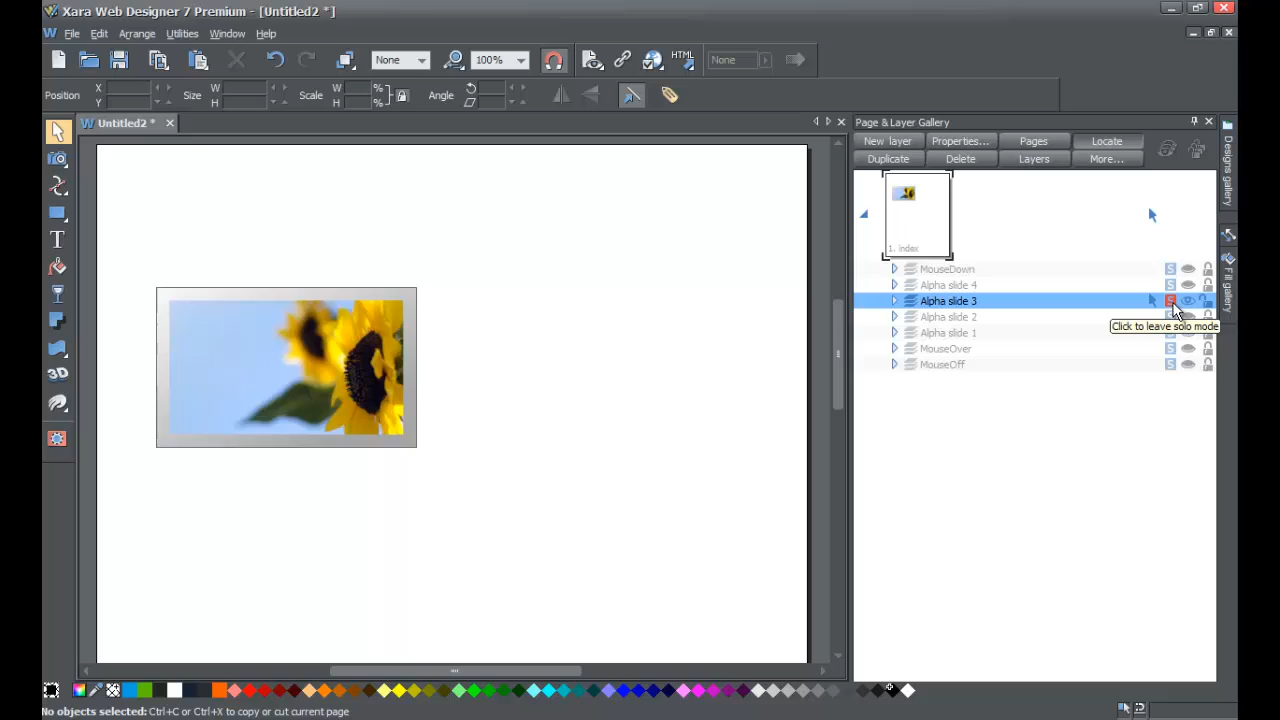 Xara Web Designer 7 Premium - [Untitled2 *]
File Edit Arrange Utilities Window Help
None 100% HTML None
Position X Y Size W H Scale W H % % Angle
Untitled2 *
Page & Layer Gallery
New layer Properties... Pages Locate
Duplicate Delete Layers More...
1. index
MouseDown S
Alpha slide 4 S
Alpha slide 3 S
Alpha slide 2
Click to leave solo mode
Alpha slide 1 S
MouseOver S
MouseOff S
T
3D
Designs gallery
Fill gallery
No objects selected: Ctrl+C or Ctrl+X to copy or cut current page